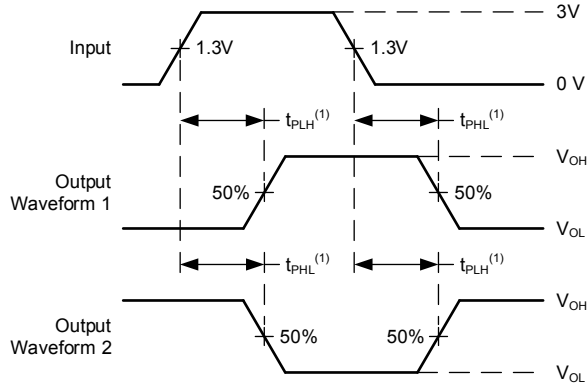 3V
Input
1.3V
1.3V
0 V
tPLH(1)
tPHL(1)
VOH
Output
Waveform 1
50%
50%
VOL
tPHL(1)
tPLH(1)
VOH
Output
Waveform 2
50%
50%
VOL